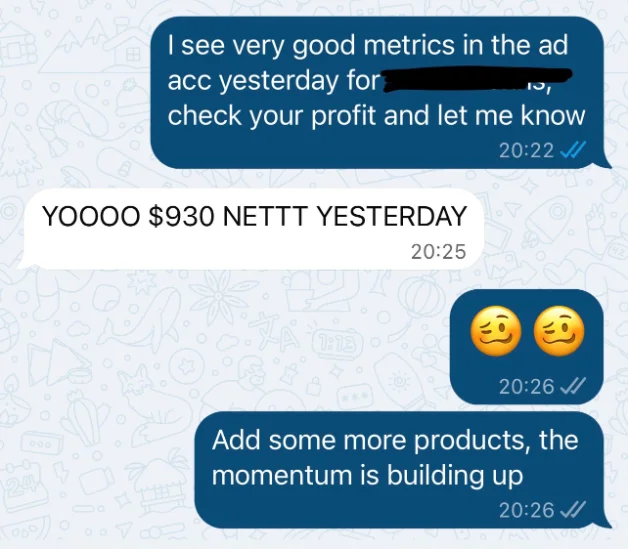 I see very good metrics in the ad
acc yesterday for
check your profit and let me know
20:22
YOOOO $930 NETTT YESTERDAY
20:25
20:26
Add some more products, the
momentum is building up
20:26